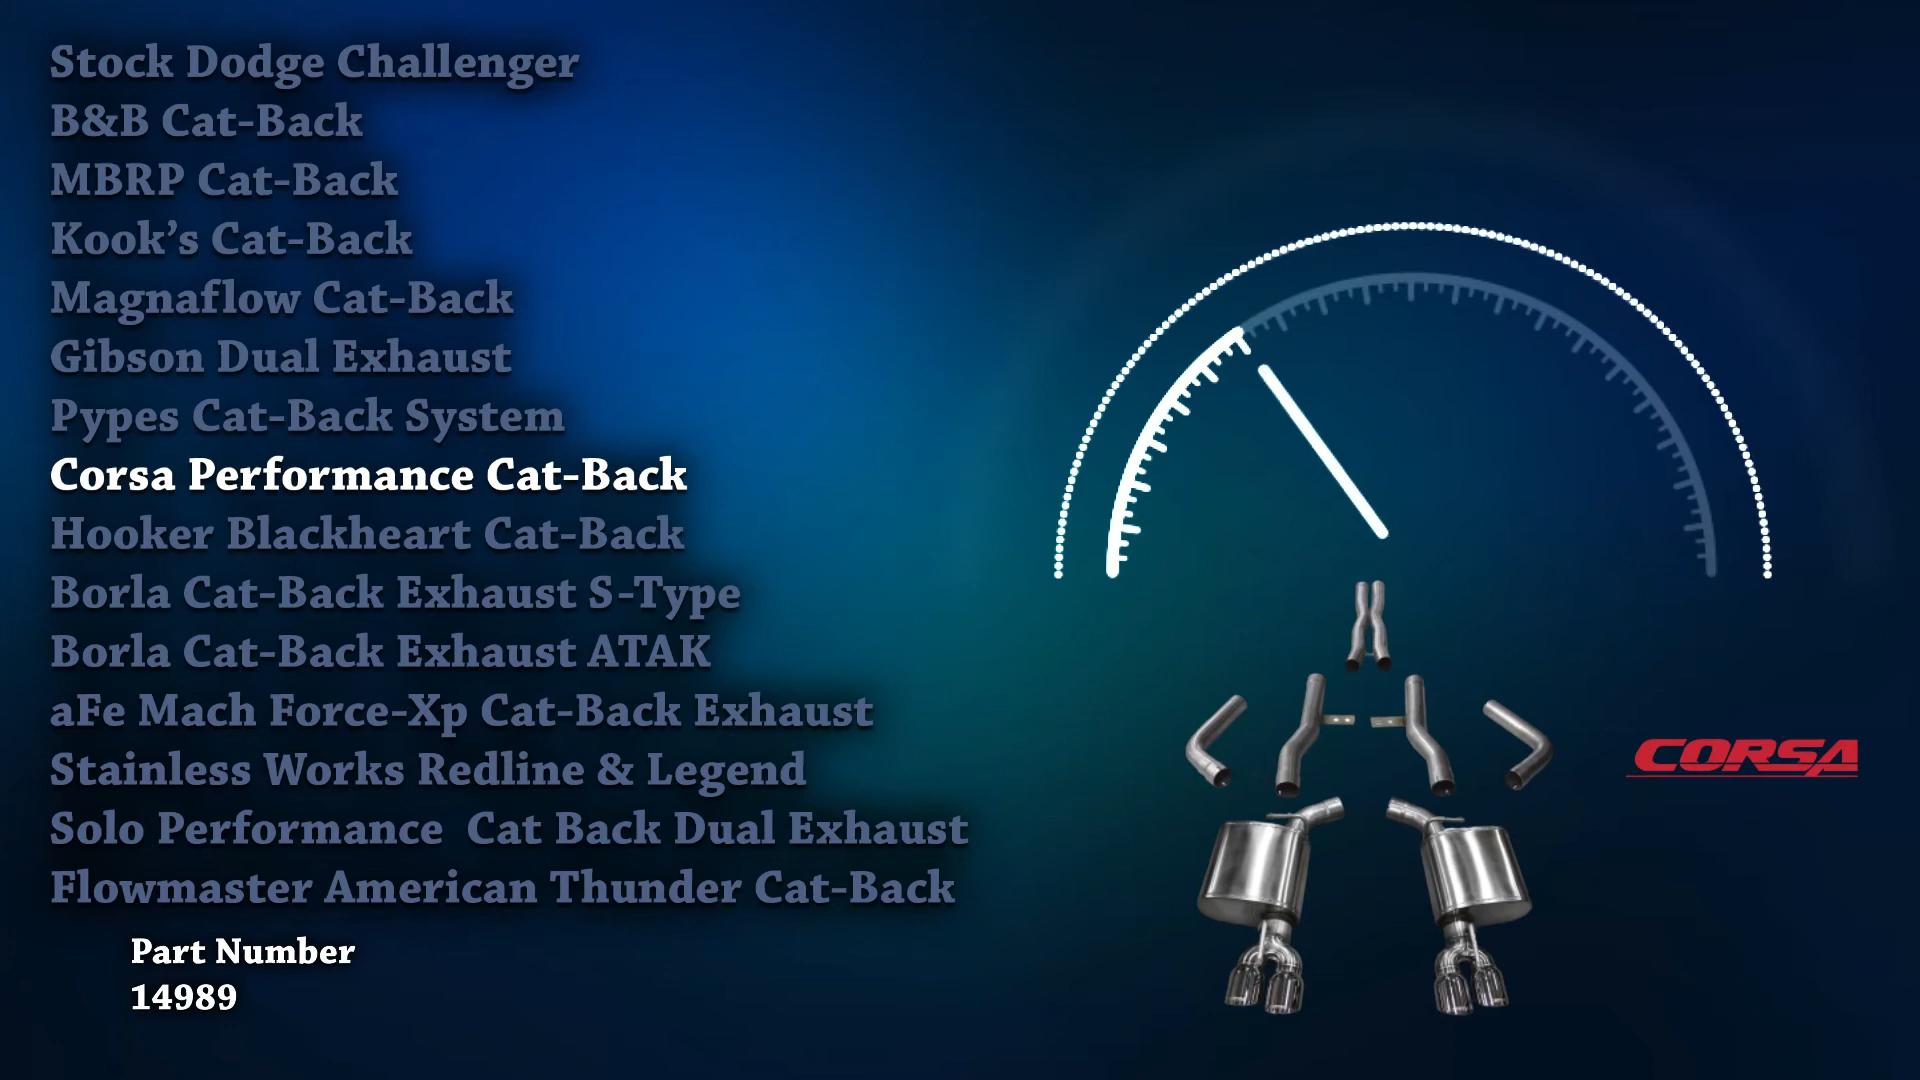 Stock Dodge Challenger
B&B Cat-Back
MBRP Cat-Back
Kook’s Cat-Back
Magnaflow Cat-Back
Gibson Dual Exhaust
Pypes Cat-Back System
Corsa Performance Cat-Back
Hooker Blackheart Cat-Back
Borla Cat-Back Exhaust S-Type
Borla Cat-Back Exhaust ATAK
aFe Mach Force-Xp Cat-Back Exhaust
Stainless Works Redline & Legend
Solo Performance  Cat Back Dual Exhaust
Flowmaster American Thunder Cat-Back
Part Number
14989
CORSA